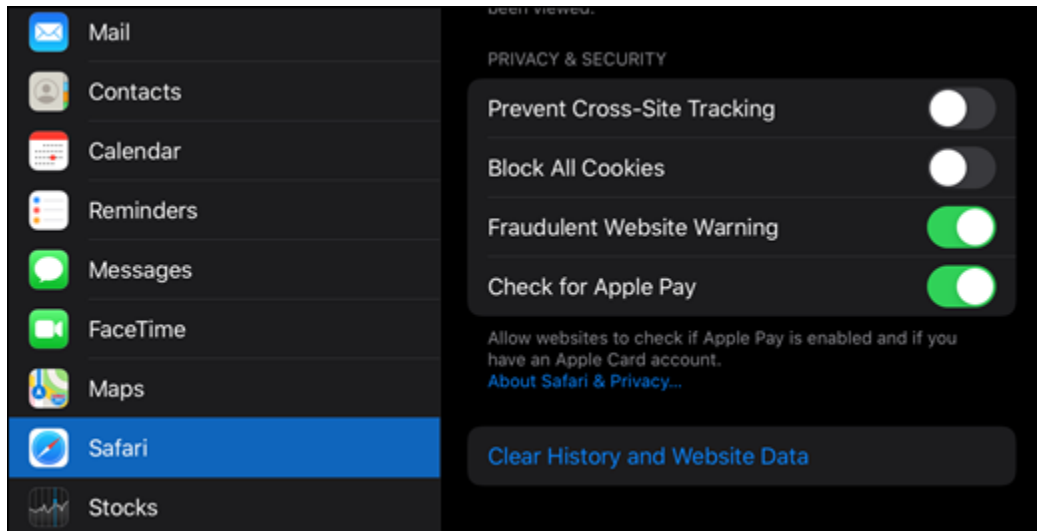 Mail
Contacts
Calendar
Reminders
Messages
FaceTime
Maps
Safari
Stocks
been viewed.
PRIVACY & SECURITY
Prevent Cross-Site Tracking
Block All Cookies
Fraudulent Website Warning
Check for Apple Pay
Allow websites to check if Apple Pay is enabled and if you
have an Apple Card account.
About Safari & Privacy...
Clear History and Website Data